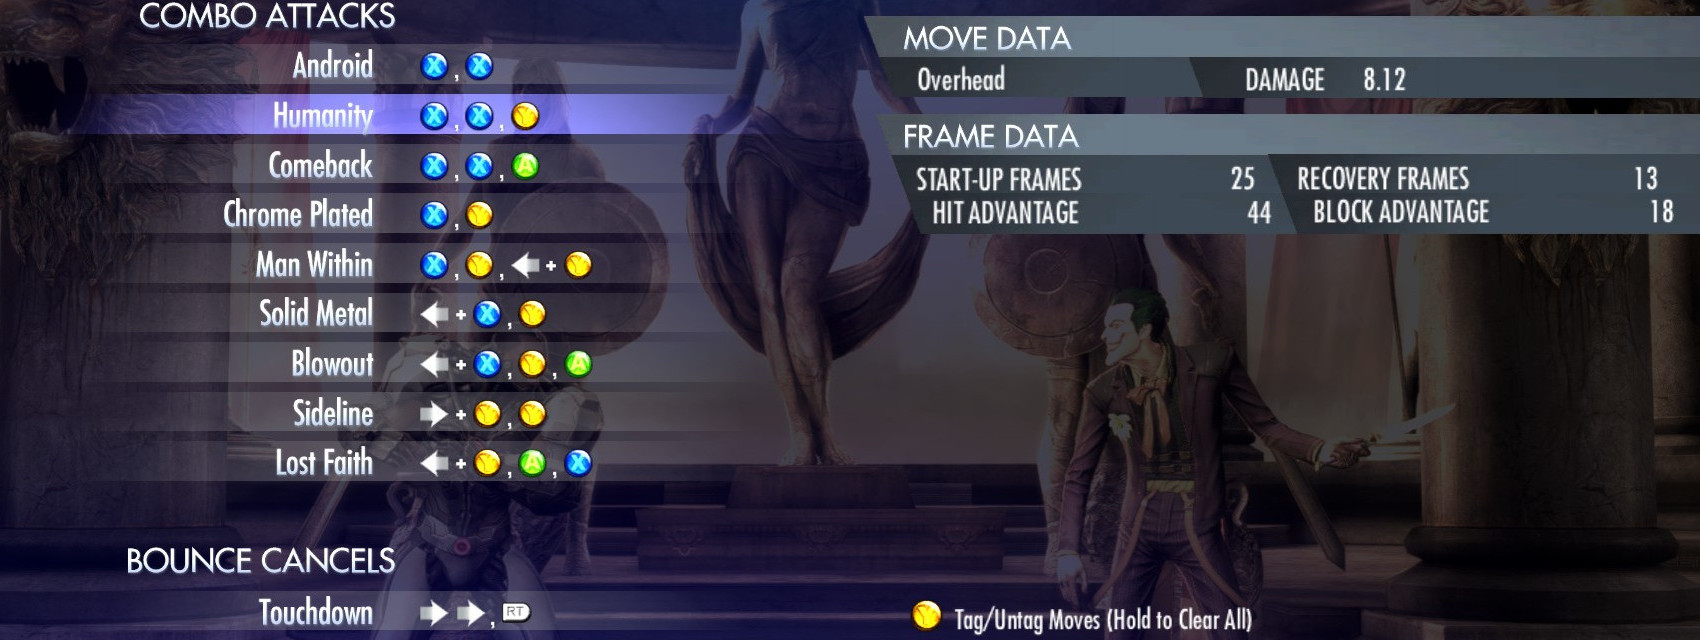 COMBO ATTACKS
Android X , X
Humanity X , X , Y
Comeback X , X , A
Chrome Plated X , Y
Man Within X , Y , + Y
Solid Metal + X , Y
Blowout + X , Y , A
Sideline + Y , Y
Lost Faith + Y , A , X
BOUNCE CANCELS
Touchdown , RT
MOVE DATA
Overhead DAMAGE 8.12
FRAME DATA
START-UP FRAMES 25 RECOVERY FRAMES 13
HIT ADVANTAGE 44 BLOCK ADVANTAGE 18
Y Tag/Untag Moves (Hold to Clear All)